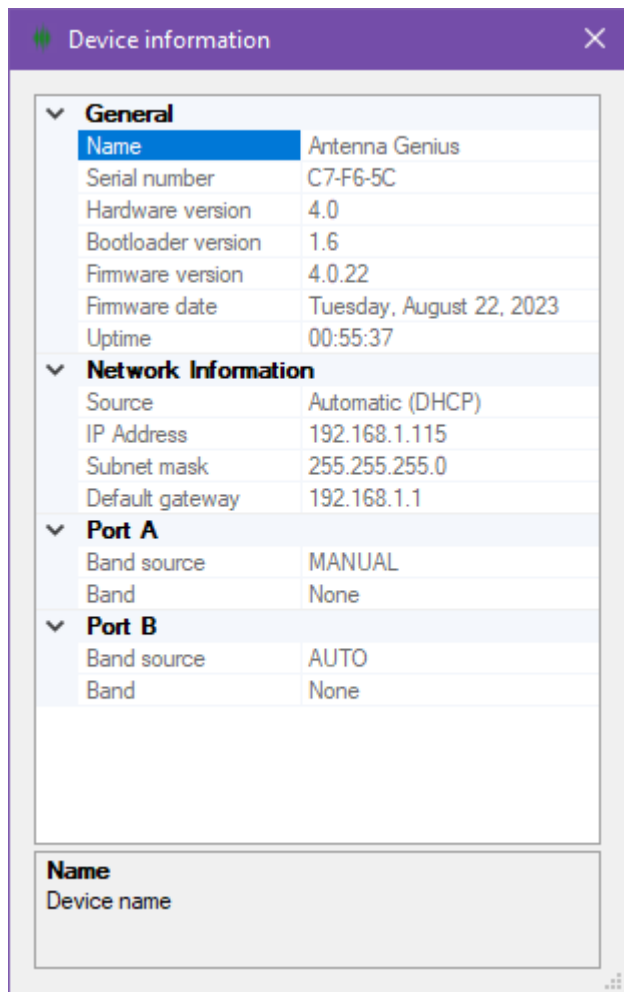 Device information
General
Name Antenna Genius
Serial number C7-F6-5C
Hardware version 4.0
Bootloader version 1.6
Firmware version 4.0.22
Firmware date Tuesday, August 22, 2023
Uptime 00:55:37
Network Information
Source Automatic (DHCP)
IP Address 192.168.1.115
Subnet mask 255.255.255.0
Default gateway 192.168.1.1
Port A
Band source MANUAL
Band None
Port B
Band source AUTO
Band None
Name
Device name